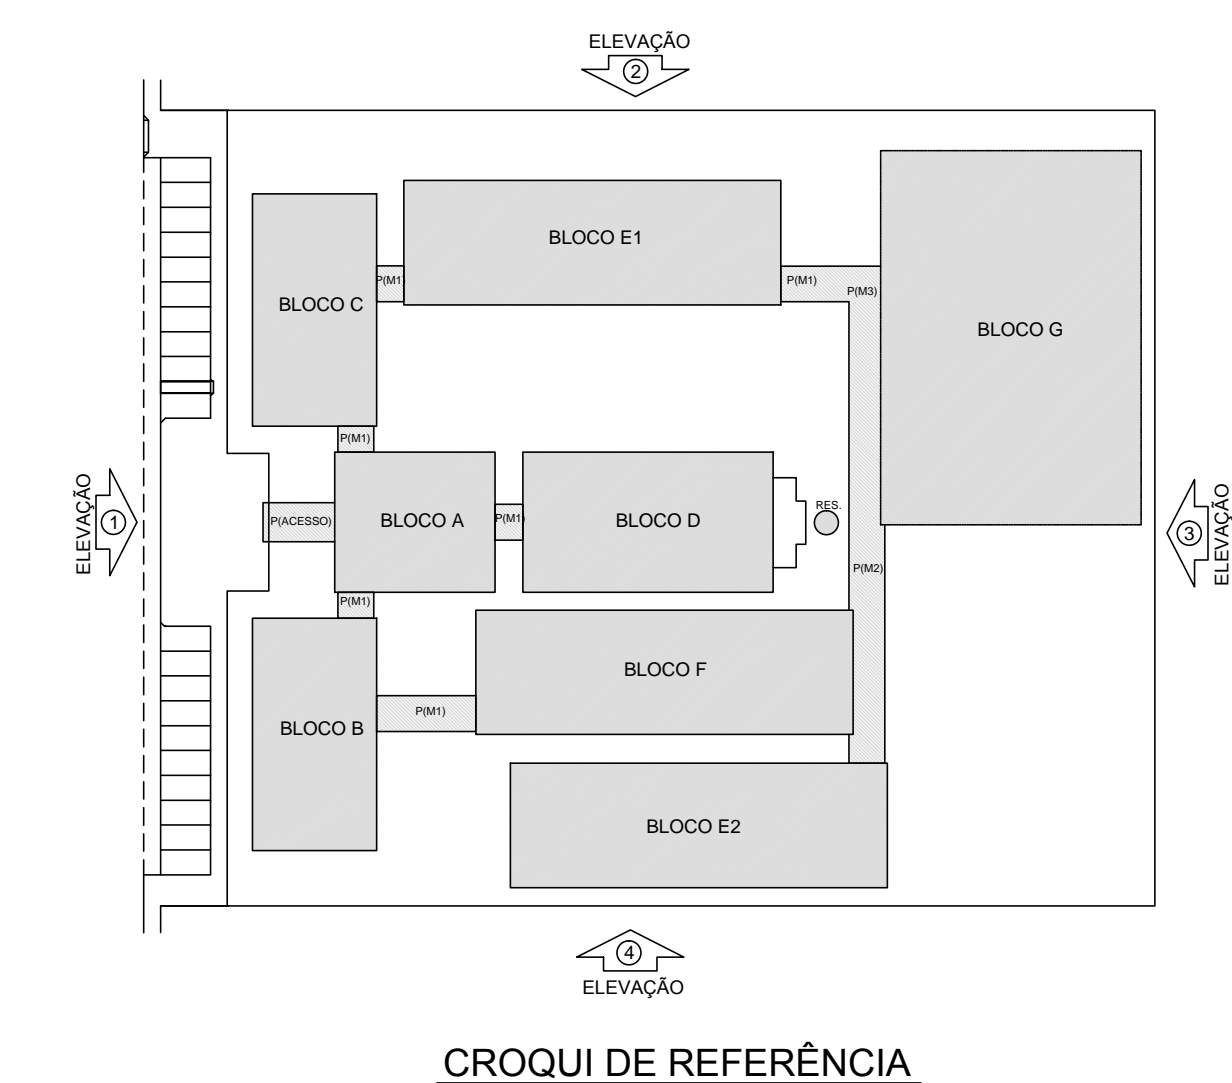 ELEVAÇÃO
2
BLOCO E1
P(M1)
P(M1)
P(M3)
BLOCO C
BLOCO G
P(M1)
ELEVAÇÃO
1
P(ACESSO)
BLOCO A
P(M1)
BLOCO D
RES.
3
ELEVAÇÃO
P(M2)
P(M1)
BLOCO F
P(M1)
BLOCO B
BLOCO E2
4
ELEVAÇÃO
CROQUI DE REFERÊNCIA